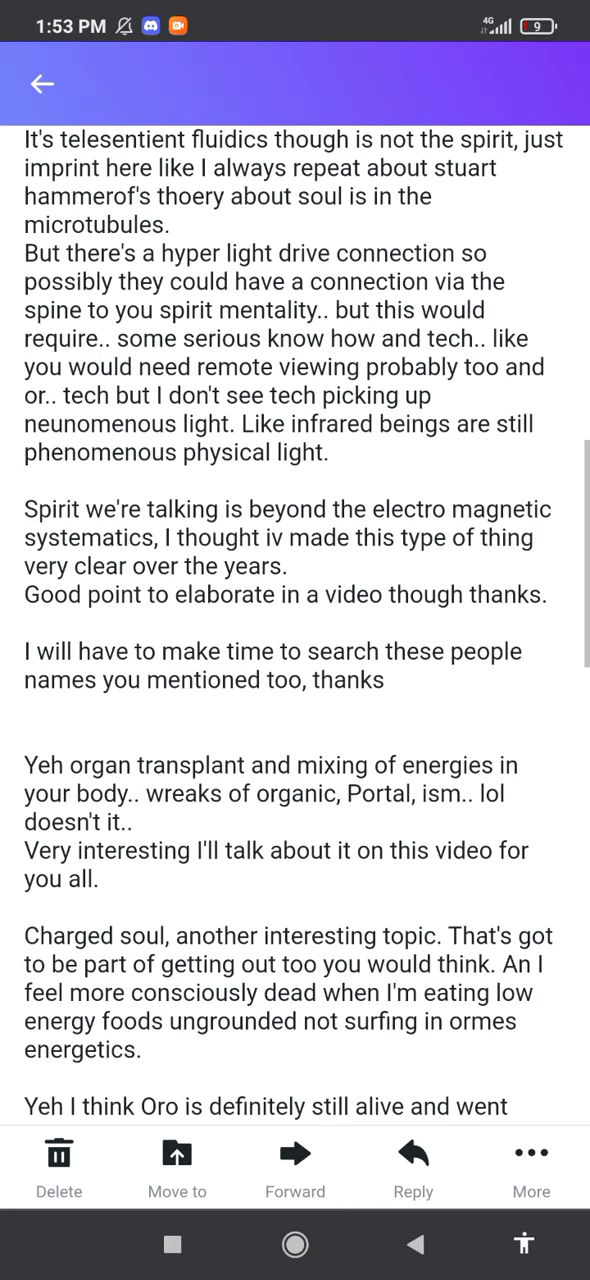 1:53 PM
4G
9
It's telesentient fluidics though is not the spirit, just
imprint here like I always repeat about stuart
hammerof's thoery about soul is in the
microtubules.
But there's a hyper light drive connection so
possibly they could have a connection via the
spine to you spirit mentality.. but this would
require.. some serious know how and tech.. like
you would need remote viewing probably too and
or.. tech but I don't see tech picking up
neunomenous light. Like infrared beings are still
phenomenous physical light.
Spirit we're talking is beyond the electro magnetic
systematics, I thought iv made this type of thing
very clear over the years.
Good point to elaborate in a video though thanks.
I will have to make time to search these people
names you mentioned too, thanks
Yeh organ transplant and mixing of energies in
your body.. wreaks of organic, Portal, ism.. lol
doesn't it..
Very interesting I'll talk about it on this video for
you all.
Charged soul, another interesting topic. That's got
to be part of getting out too you would think. An I
feel more consciously dead when I'm eating low
energy foods ungrounded not surfing in ormes
energetics.
Yeh I think Oro is definitely still alive and went
Delete
Move to
Forward
Reply
More